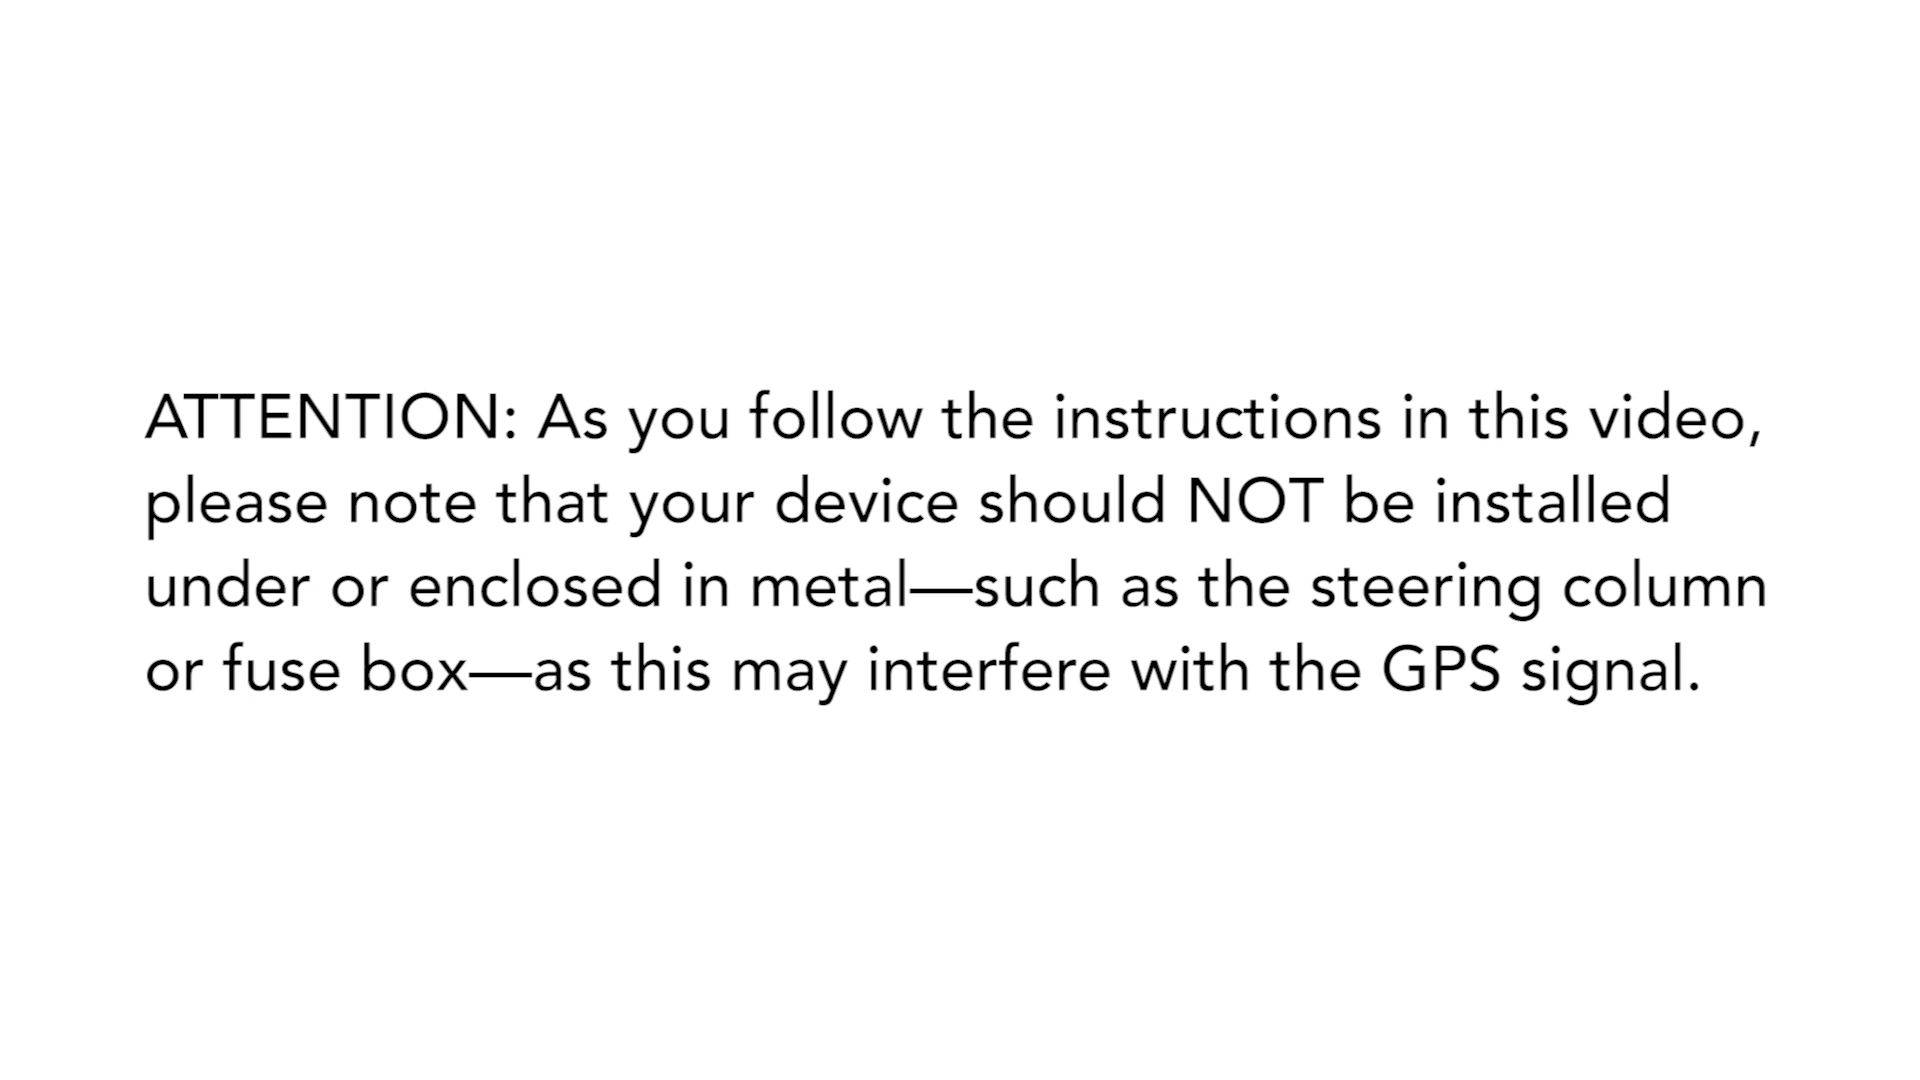 ATTENTION: As you follow the instructions in this video,
please note that your device should NOT be installed
under or enclosed in metal—such as the steering column
or fuse box—as this may interfere with the GPS signal.